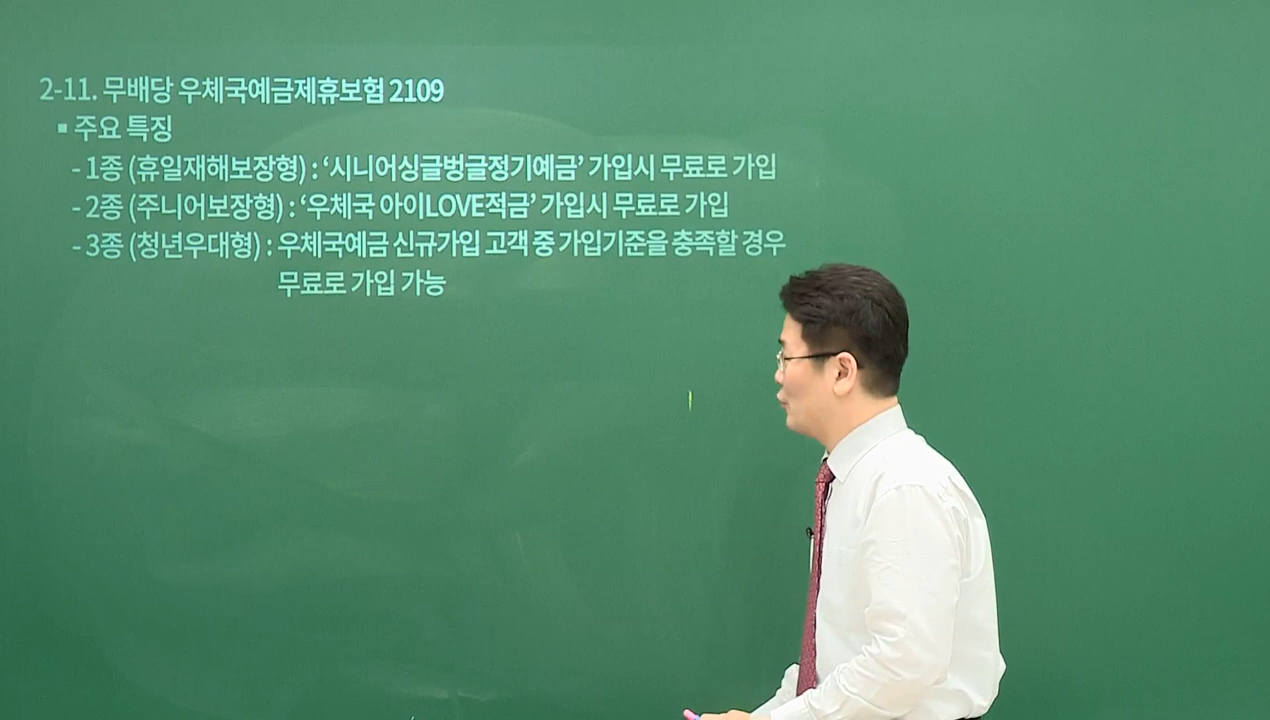 2-11. 무배당 우체국예금제휴보험 2109
▪ 주요 특징
- 1종 (휴일재해보장형) : ‘시니어싱글벙글정기예금’ 가입시 무료로 가입
- 2종 (주니어보장형) : ‘우체국 아이LOVE적금’ 가입시 무료로 가입
- 3종 (청년우대형) : 우체국예금 신규가입 고객 중 가입기준을 충족할 경우
무료로 가입 가능